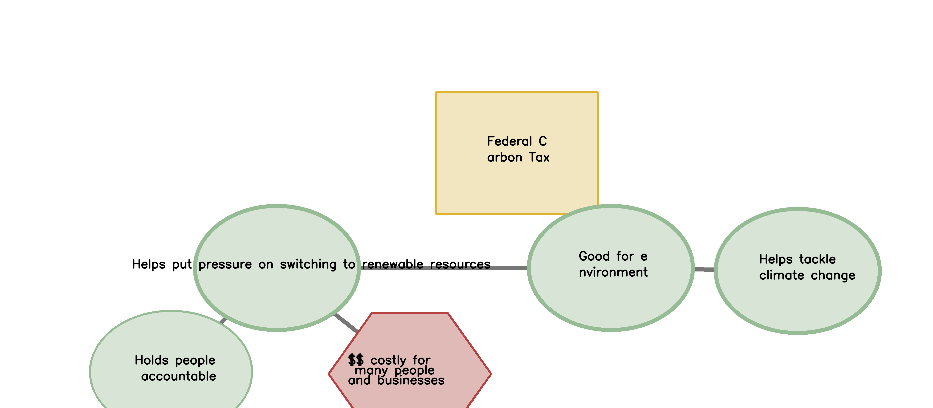 Federal C
arbon Tax
Good for e
nvironment
Helps tackle
climate change
Helps put pressure on switching to renewable resources
Holds people
accountable
$$ costly for
many people
and businesses